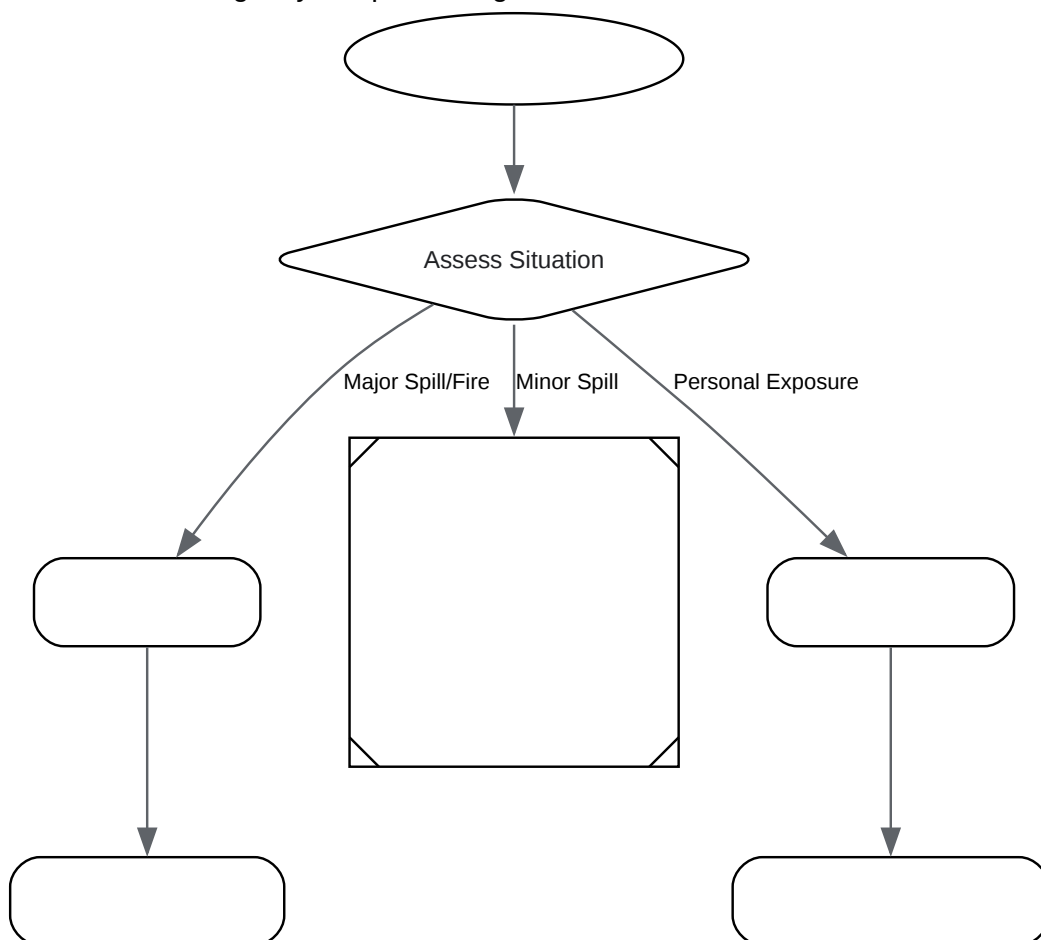 Assess Situation
Major Spill/Fire
Minor Spill
Personal Exposure